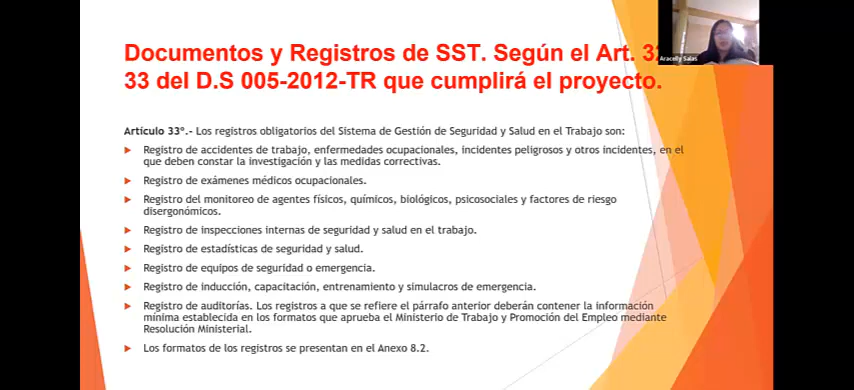 Documentos y Registros de SST. Según el Art. 32
33 del D.S 005-2012-TR que cumplirá el proyecto.
Aracelly Salas
Artículo 33º.- Los registros obligatorios del Sistema de Gestión de Seguridad y Salud en el Trabajo son:
Registro de accidentes de trabajo, enfermedades ocupacionales, incidentes peligrosos y otros incidentes, en el
que deben constar la investigación y las medidas correctivas.
Registro de exámenes médicos ocupacionales.
Registro del monitoreo de agentes físicos, químicos, biológicos, psicosociales y factores de riesgo
disergonómicos.
Registro de inspecciones internas de seguridad y salud en el trabajo.
Registro de estadísticas de seguridad y salud.
Registro de equipos de seguridad o emergencia.
Registro de inducción, capacitación, entrenamiento y simulacros de emergencia.
Registro de auditorías. Los registros a que se refiere el párrafo anterior deberán contener la información
mínima establecida en los formatos que aprueba el Ministerio de Trabajo y Promoción del Empleo mediante
Resolución Ministerial.
Los formatos de los registros se presentan en el Anexo 8.2.